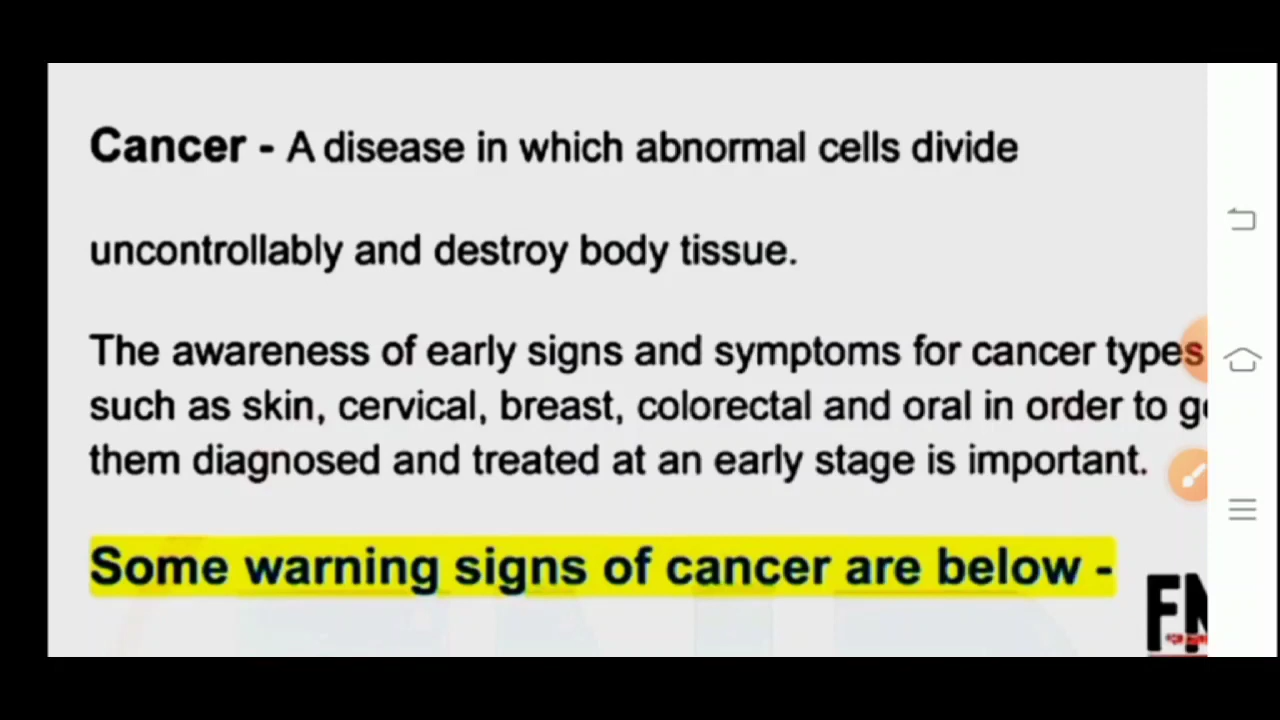 Cancer - A disease in which abnormal cells divide
uncontrollably and destroy body tissue.
The awareness of early signs and symptoms for cancer types
such as skin, cervical, breast, colorectal and oral in order to
them diagnosed and treated at an early stage is important.
Some warning signs of cancer are below -